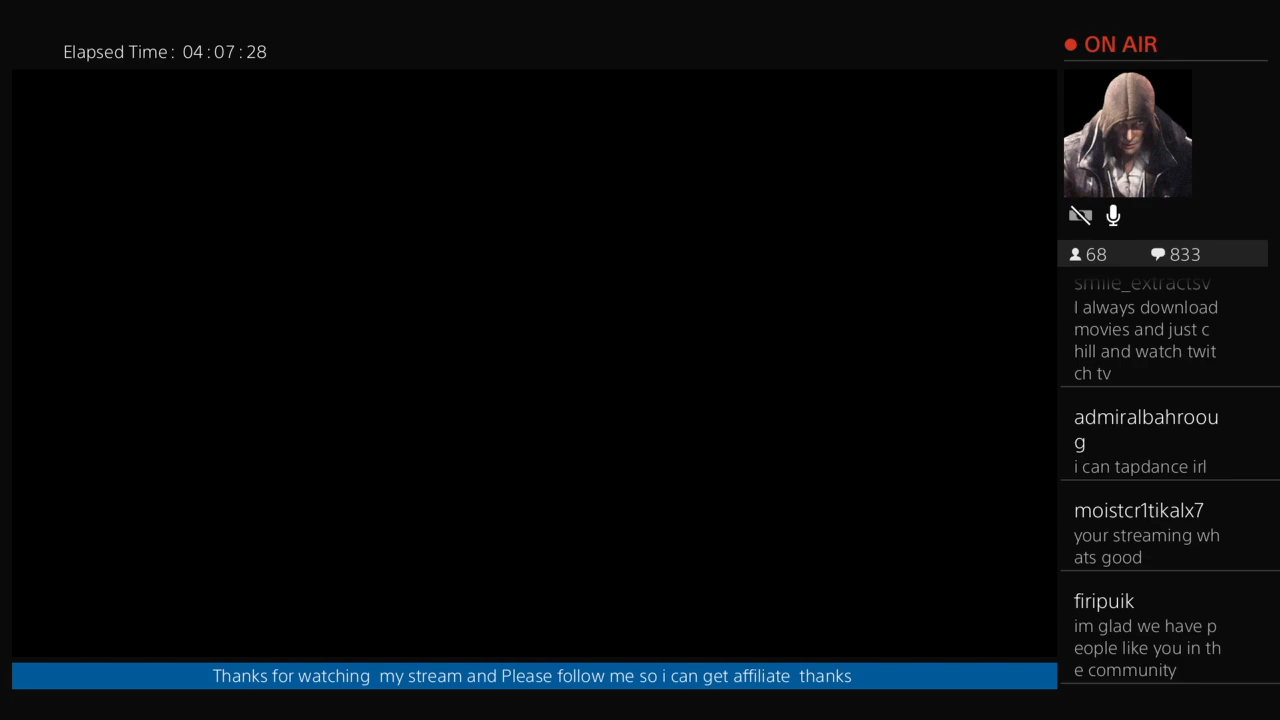 Elapsed Time: 04:07:28
ON AIR
68 833
smile_extractsv
I always download
movies and just c
hill and watch twit
ch tv
admiralbahroou
g
i can tapdance irl
moistcr1tikalx7
your streaming wh
ats good
firipuik
im glad we have p
eople like you in th
e community
Thanks for watching  my stream and Please follow me so i can get affiliate  thanks